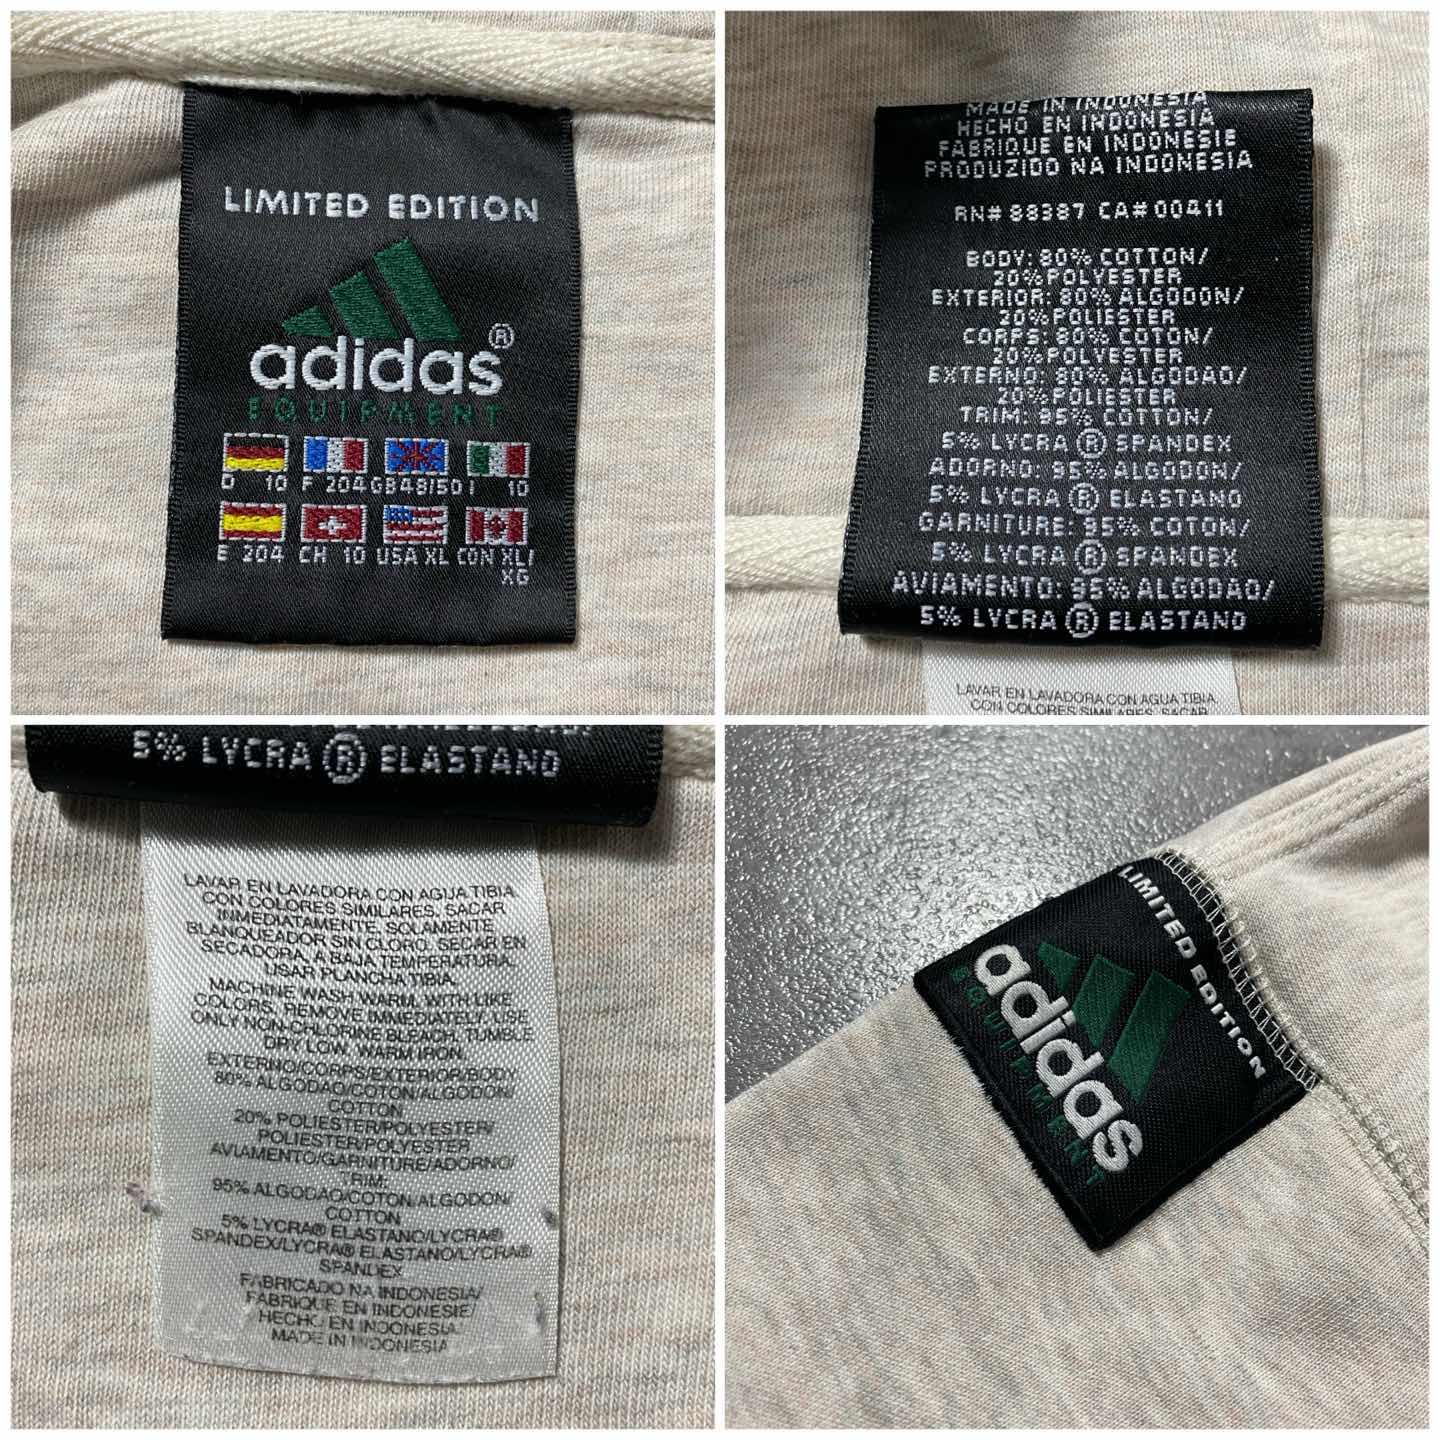 LIMITED EDITION
adidas®
EQUIPMENT
D 10 F 204 GB 48/50 I 10
E 204 CH 10 USA XL CDN XL/
XG
MADE IN INDONESIA
HECHO EN INDONESIA
FABRIQUE EN INDONESIE
PRODUZIDO NA INDONESIA
RN# 88387 CA# 00411
BODY: 80% COTTON/
20% POLYESTER
EXTERIOR: 80% ALGODON/
20% POLIESTER
CORPS: 80% COTON/
20% POLYESTER
EXTERNO: 80% ALGODAO/
20% POLIESTER
TRIM: 95% COTTON/
5% LYCRA ® SPANDEX
ADORNO: 95% ALGODON/
5% LYCRA ® ELASTANO
GARNITURE: 95% COTON/
5% LYCRA ® SPANDEX
AVIAMENTO: 95% ALGODAO/
5% LYCRA ® ELASTANO
LAVAR EN LAVADORA CON AGUA TIBIA
CON COLORES SIMILARES. SACAR
5% LYCRA ® ELASTANO
LAVAR EN LAVADORA CON AGUA TIBIA
CON COLORES SIMILARES. SACAR
INMEDIATAMENTE. SOLAMENTE
BLANQUEADOR SIN CLORO. SECAR EN
SECADORA, A BAJA TEMPERATURA.
USAR PLANCHA TIBIA.
MACHINE WASH WARM, WITH LIKE
COLORS, REMOVE IMMEDIATELY. USE
ONLY NON-CHLORINE BLEACH, TUMBLE
DRY LOW. WARM IRON.
EXTERNO/CORPS/EXTERIOR/BODY
80% ALGODAO/COTON/ALGODON/
COTTON
20% POLIESTER/POLYESTER/
POLIESTER/POLYESTER
AVIAMENTO/GARNITURE/ADORNO/
TRIM:
95% ALGODAO/COTON/ALGODON/
COTTON
5% LYCRA® ELASTANO/LYCRA®
SPANDEX/LYCRA® ELASTANO/LYCRA®
SPANDEX
FABRICADO NA INDONESIA/
FABRIQUE EN INDONESIE/
HECHO EN INDONESIA
MADE IN INDONESIA
LIMITED EDITION
adidas
EQUIPMENT